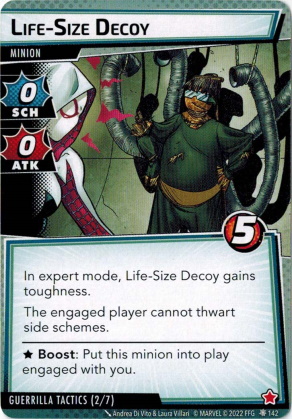 Life-Size Decoy
MINION
0
SCH
0
ATK
5
In expert mode, Life-Size Decoy gains
toughness.
The engaged player cannot thwart
side schemes.
★ Boost: Put this minion into play
engaged with you.
GUERRILLA TACTICS (2/7)
Andrea Di Vito & Laura Villari © MARVEL © 2022 FFG 142